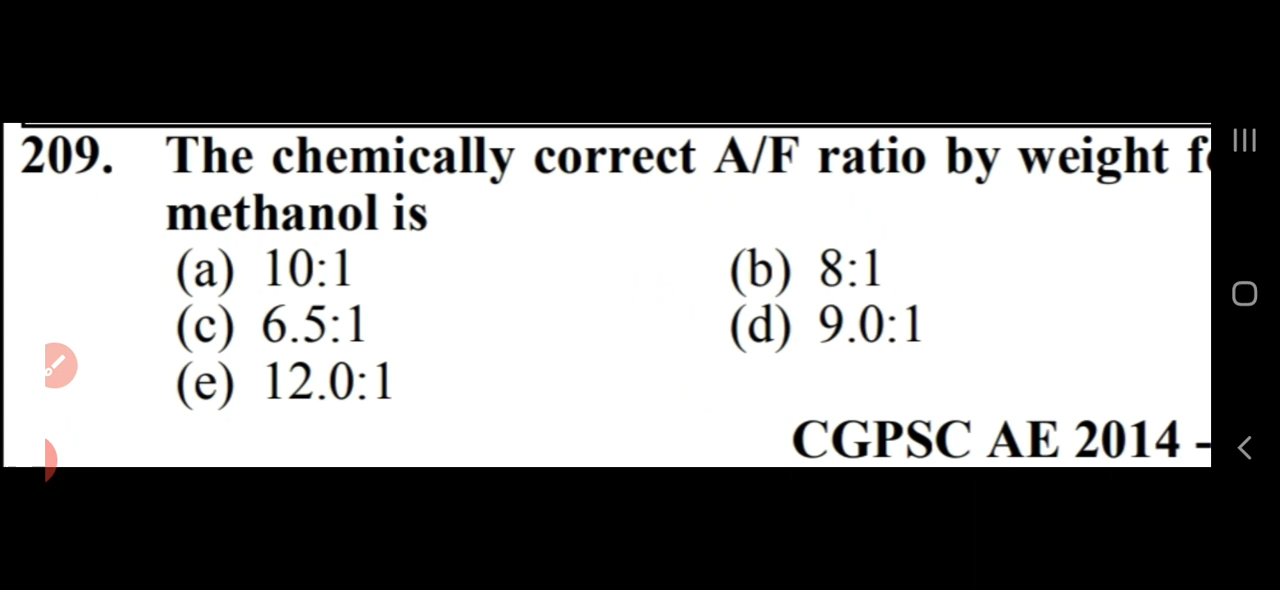 209. The chemically correct A/F ratio by weight
methanol is
(a) 10:1 (b) 8:1
(c) 6.5:1 (d) 9.0:1
(e) 12.0:1
CGPSC AE 2014 -